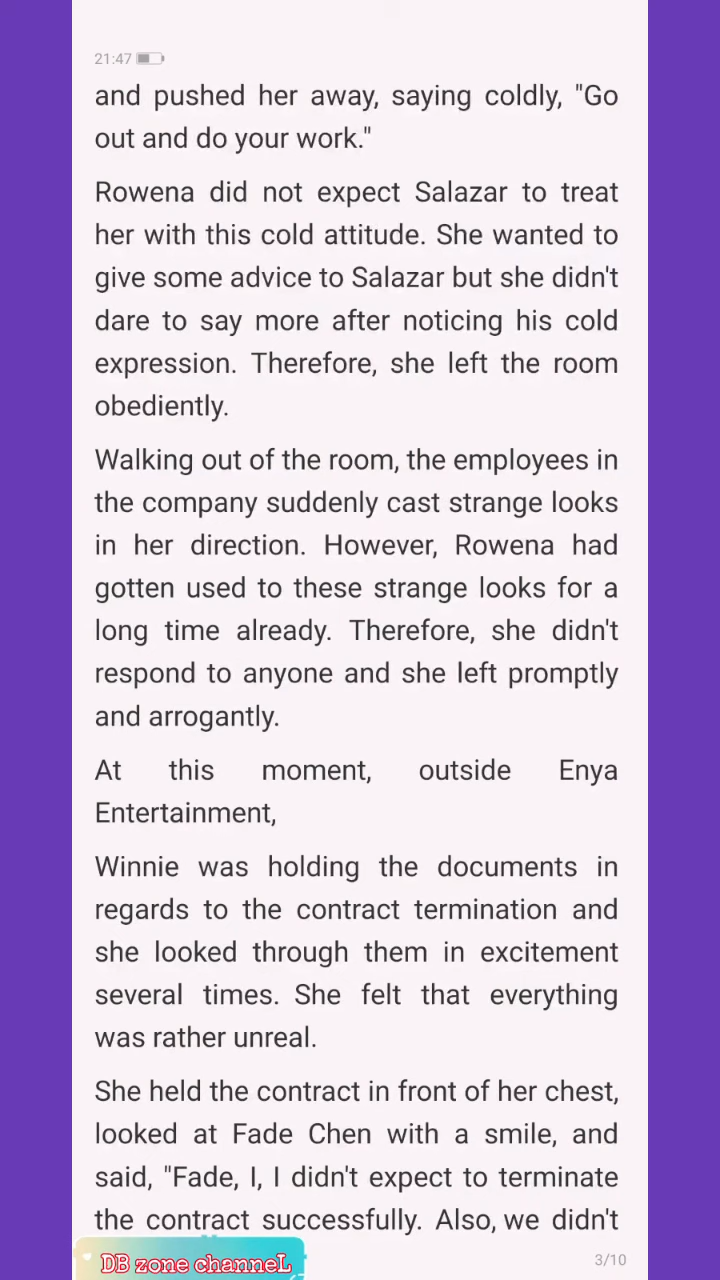 21:47
and pushed her away, saying coldly, "Go
out and do your work."
Rowena did not expect Salazar to treat
her with this cold attitude. She wanted to
give some advice to Salazar but she didn't
dare to say more after noticing his cold
expression. Therefore, she left the room
obediently.
Walking out of the room, the employees in
the company suddenly cast strange looks
in her direction. However, Rowena had
gotten used to these strange looks for a
long time already. Therefore, she didn't
respond to anyone and she left promptly
and arrogantly.
At this moment, outside Enya
Entertainment,
Winnie was holding the documents in
regards to the contract termination and
she looked through them in excitement
several times. She felt that everything
was rather unreal.
She held the contract in front of her chest,
looked at Fade Chen with a smile, and
said, "Fade, I, I didn't expect to terminate
the contract successfully. Also, we didn't
DB zone channeL
3/10